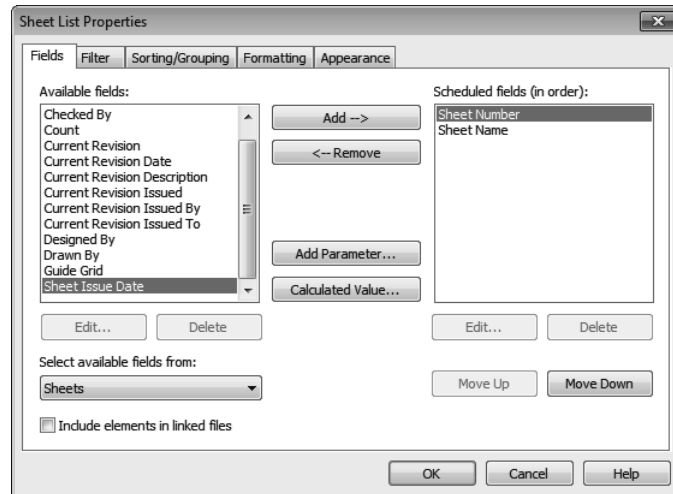 Sheet List Properties
Fields Filter Sorting/Grouping Formatting Appearance
Available fields:
Checked By
Count
Current Revision
Current Revision Date
Current Revision Description
Current Revision Issued
Current Revision Issued By
Current Revision Issued To
Designed By
Drawn By
Guide Grid
Sheet Issue Date
Add -->
<-- Remove
Add Parameter...
Calculated Value...
Scheduled fields (in order):
Sheet Number
Sheet Name
Edit... Delete
Edit... Delete
Select available fields from:
Sheets
Move Up Move Down
Include elements in linked files
OK Cancel Help